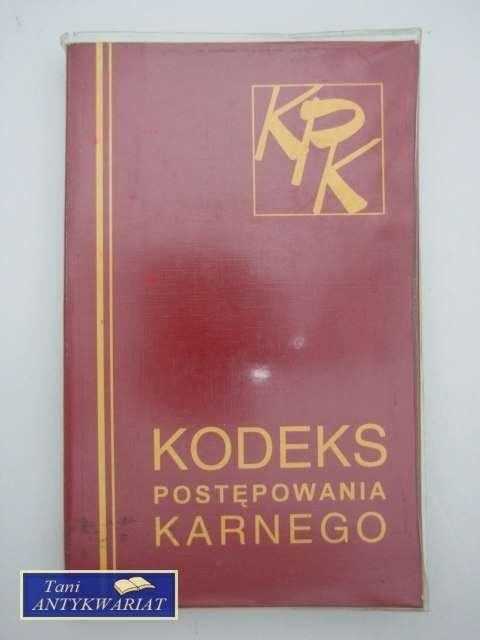 KPK
KODEKS
POSTĘPOWANIA
KARNEGO
Tani
ANTYKWARIAT